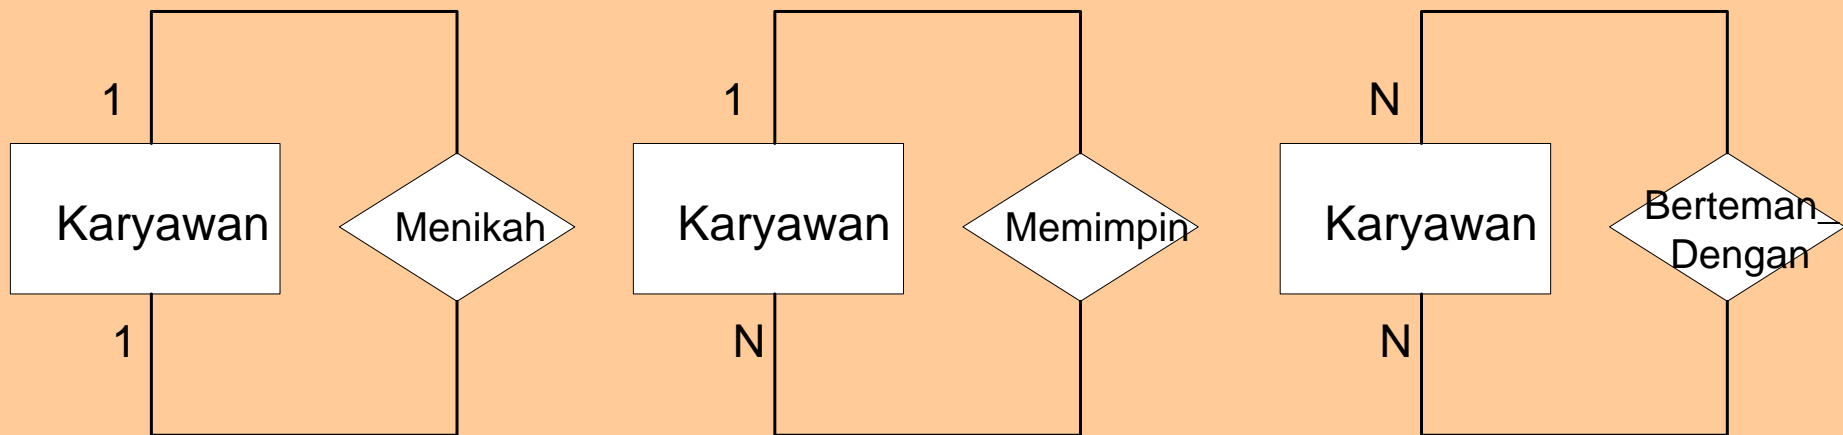 1
Karyawan
Menikah
1
1
Karyawan
Memimpin
N
N
Karyawan
Berteman_
Dengan
N